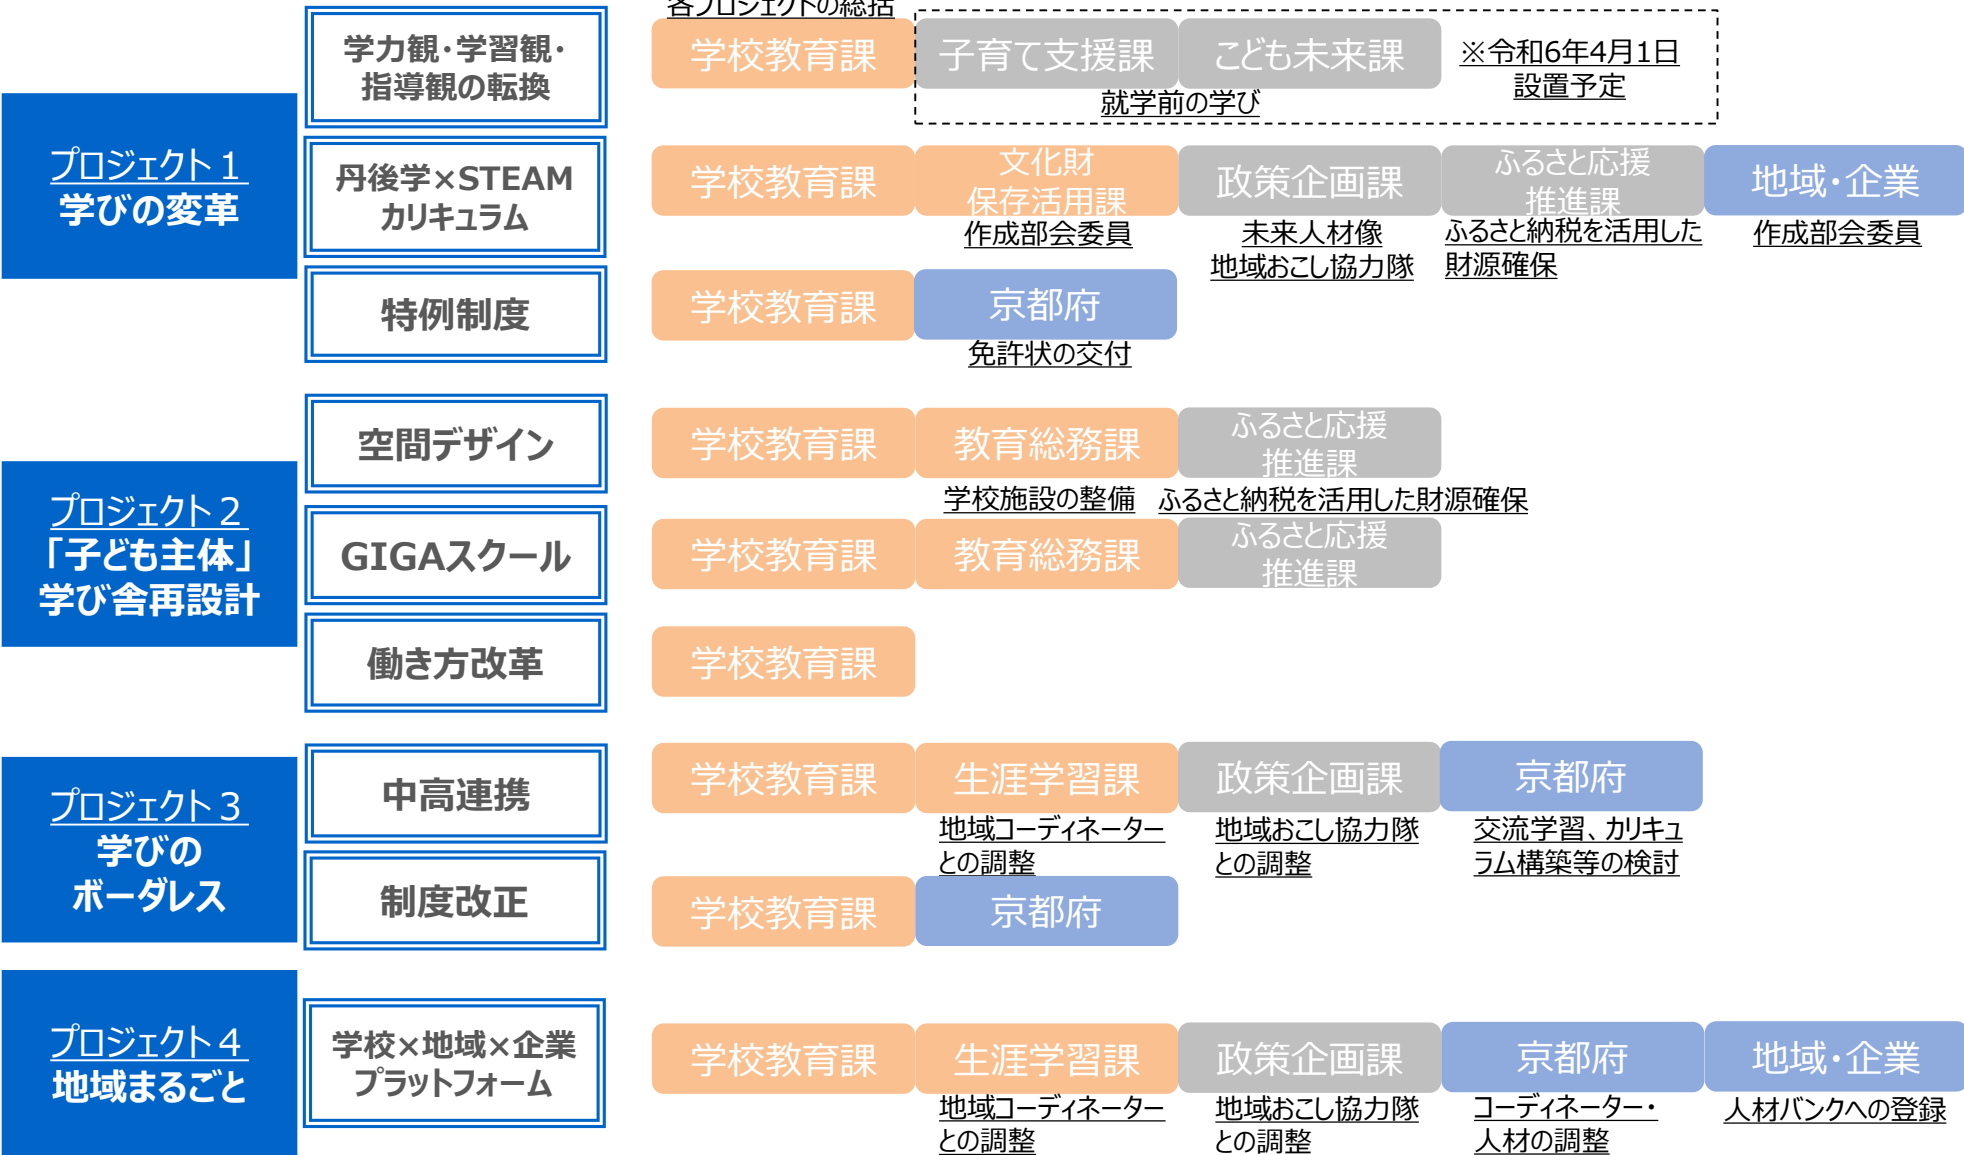 各プロジェクトの総括
学力観・学習観・
指導観の転換
学校教育課
子育て支援課
こども未来課
※令和6年4月1日
設置予定
就学前の学び
プロジェクト1
学びの変革
丹後学×STEAM
カリキュラム
学校教育課
文化財
保存活用課
作成部会委員
政策企画課
未来人材像
地域おこし協力隊
ふるさと応援
推進課
ふるさと納税を活用した
財源確保
地域・企業
作成部会委員
特例制度
学校教育課
京都府
免許状の交付
プロジェクト2
「子ども主体」
学び舎再設計
空間デザイン
学校教育課
教育総務課
学校施設の整備
ふるさと応援
推進課
ふるさと納税を活用した財源確保
GIGAスクール
学校教育課
教育総務課
ふるさと応援
推進課
働き方改革
学校教育課
プロジェクト3
学びの
ボーダレス
中高連携
学校教育課
生涯学習課
地域コーディネーター
との調整
政策企画課
地域おこし協力隊
との調整
京都府
交流学習、カリキュ
ラム構築等の検討
制度改正
学校教育課
京都府
プロジェクト4
地域まるごと
学校×地域×企業
プラットフォーム
学校教育課
生涯学習課
地域コーディネーター
との調整
政策企画課
地域おこし協力隊
との調整
京都府
コーディネーター・
人材の調整
地域・企業
人材バンクへの登録